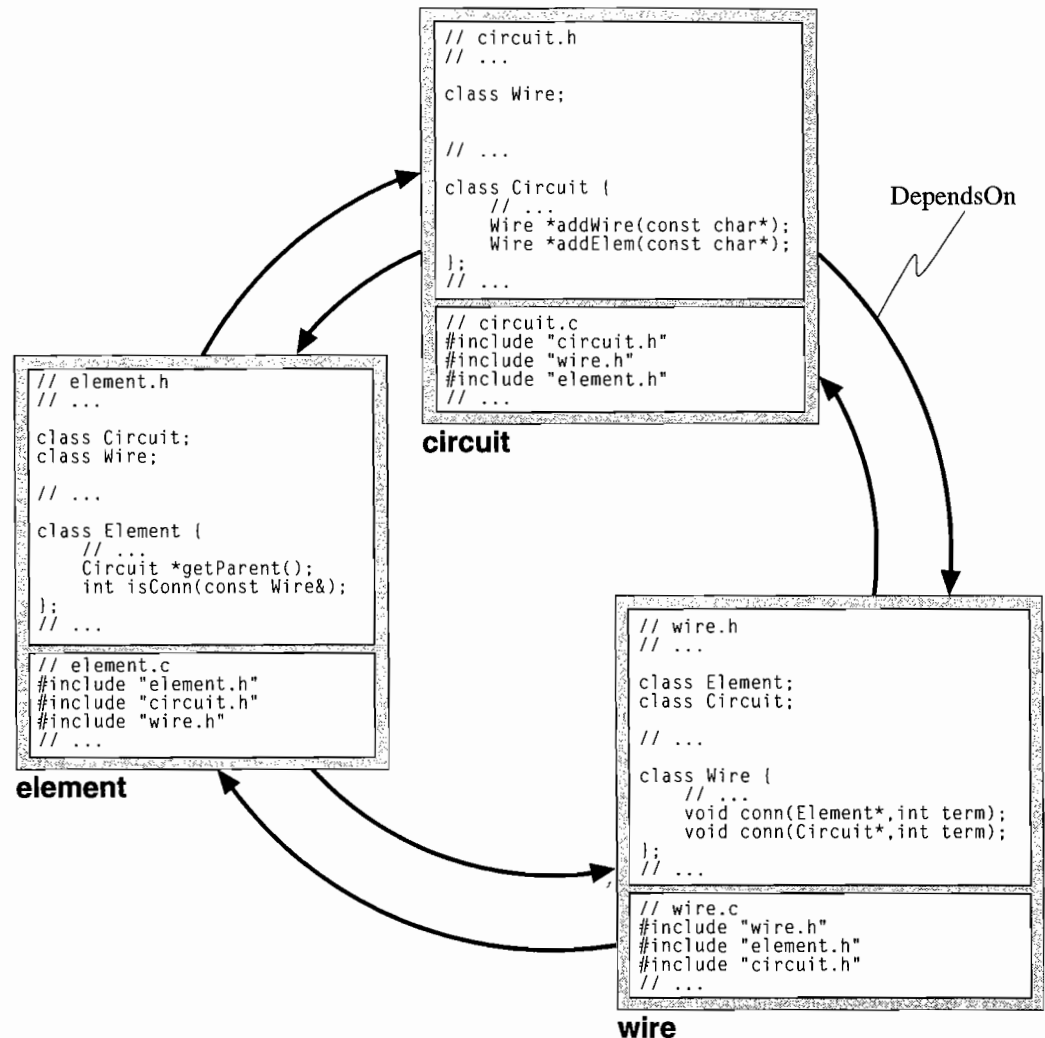 // circuit.h
// ...
class Wire;
// ...
class Circuit {
// ...
Wire *addWire(const char*);
Wire *addElem(const char*);
};
// ...
// circuit.c
#include "circuit.h"
#include "wire.h"
#include "element.h"
// ...
circuit
DependsOn
// element.h
// ...
class Circuit;
class Wire;
// ...
class Element {
// ...
Circuit *getParent();
int isConn(const Wire&);
};
// ...
// element.c
#include "element.h"
#include "circuit.h"
#include "wire.h"
// ...
element
// wire.h
// ...
class Element;
class Circuit;
// ...
class Wire {
// ...
void conn(Element*,int term);
void conn(Circuit*,int term);
};
// ...
// wire.c
#include "wire.h"
#include "element.h"
#include "circuit.h"
// ...
wire